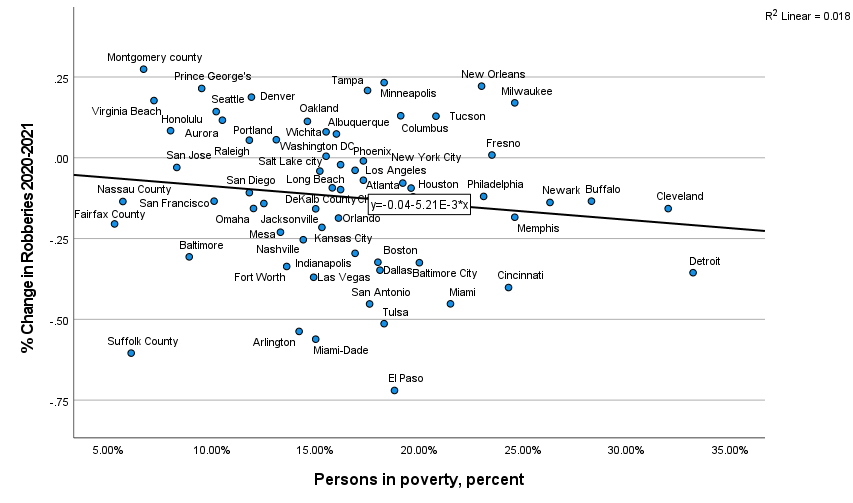 R² Linear = 0.018
Montgomery county
.25
Prince George's
Tampa
New Orleans
Minneapolis
Milwaukee
Virginia Beach
Seattle
Denver
Honolulu
Oakland
Aurora
Albuquerque
Columbus
Tucson
Portland
Wichita
Washington DC
Fresno
.00
San Jose
Raleigh
Salt Lake city
Phoenix
New York City
Los Angeles
Nassau County
San Diego
Long Beach
Atlanta
Houston
Philadelphia
Newark
Buffalo
Cleveland
San Francisco
DeKalb County
y=-0.04-5.21E-3*x
Fairfax County
Omaha
Jacksonville
Orlando
Memphis
-.25
Mesa
Kansas City
Baltimore
Nashville
Boston
Detroit
Indianapolis
Dallas
Baltimore City
Fort Worth
Las Vegas
Cincinnati
San Antonio
Miami
-.50
Tulsa
Suffolk County
Arlington
Miami-Dade
El Paso
-.75
% Change in Robberies 2020-2021
5.00%
10.00%
15.00%
20.00%
25.00%
30.00%
35.00%
Persons in poverty, percent